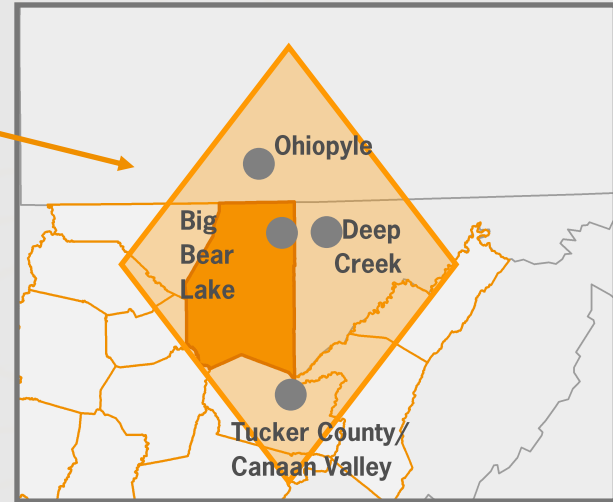 Ohiopyle
Big
Bear
Lake
Deep
Creek
Tucker County/
Canaan Valley